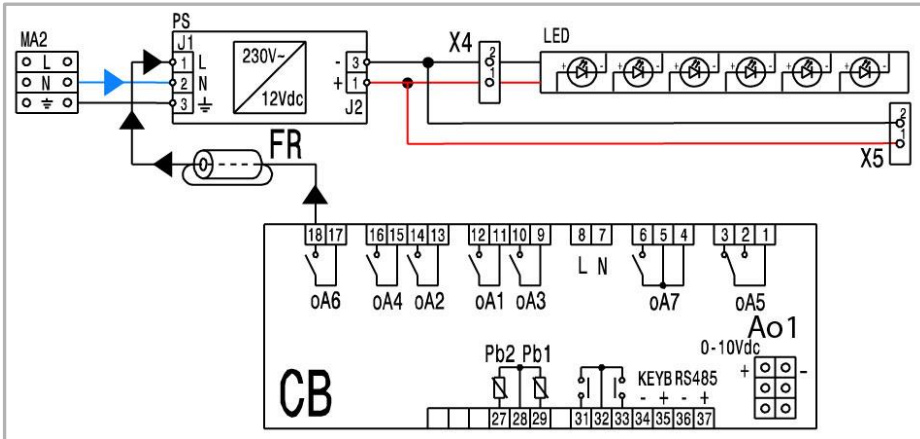 PS
MA2
J1
X4
LED
L
1 L
230V~
- 3
2
N
2 N
+ 1
1
3
12Vdc
J2
2
FR
1
X5
18 17 16 15 14 13 12 11 10 9 8 7 6 5 4 3 2 1
L N
oA6 oA4 oA2 oA1 oA3 oA7 oA5
Ao1
0-10Vdc
Pb2 Pb1
+ -
KEYB RS485
CB
- + - +
27 28 29 31 32 33 34 35 36 37